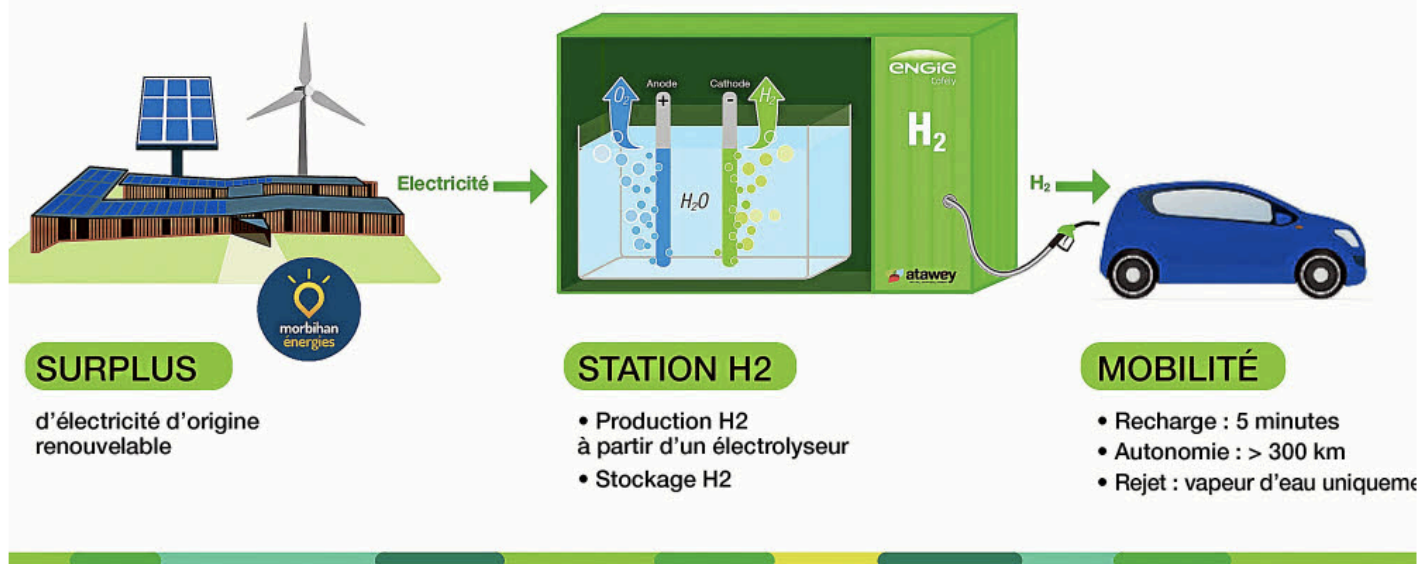 Electricité
morbihan
énergies
SURPLUS
d'électricité d'origine
renouvelable
O₂
Anode
+
Cathode
-
H₂
H₂O
ENGIE
Cofely
H₂
atawey
STATION H2
• Production H2
à partir d'un électrolyseur
• Stockage H2
H₂
MOBILITÉ
• Recharge : 5 minutes
• Autonomie : > 300 km
• Rejet : vapeur d'eau uniqueme